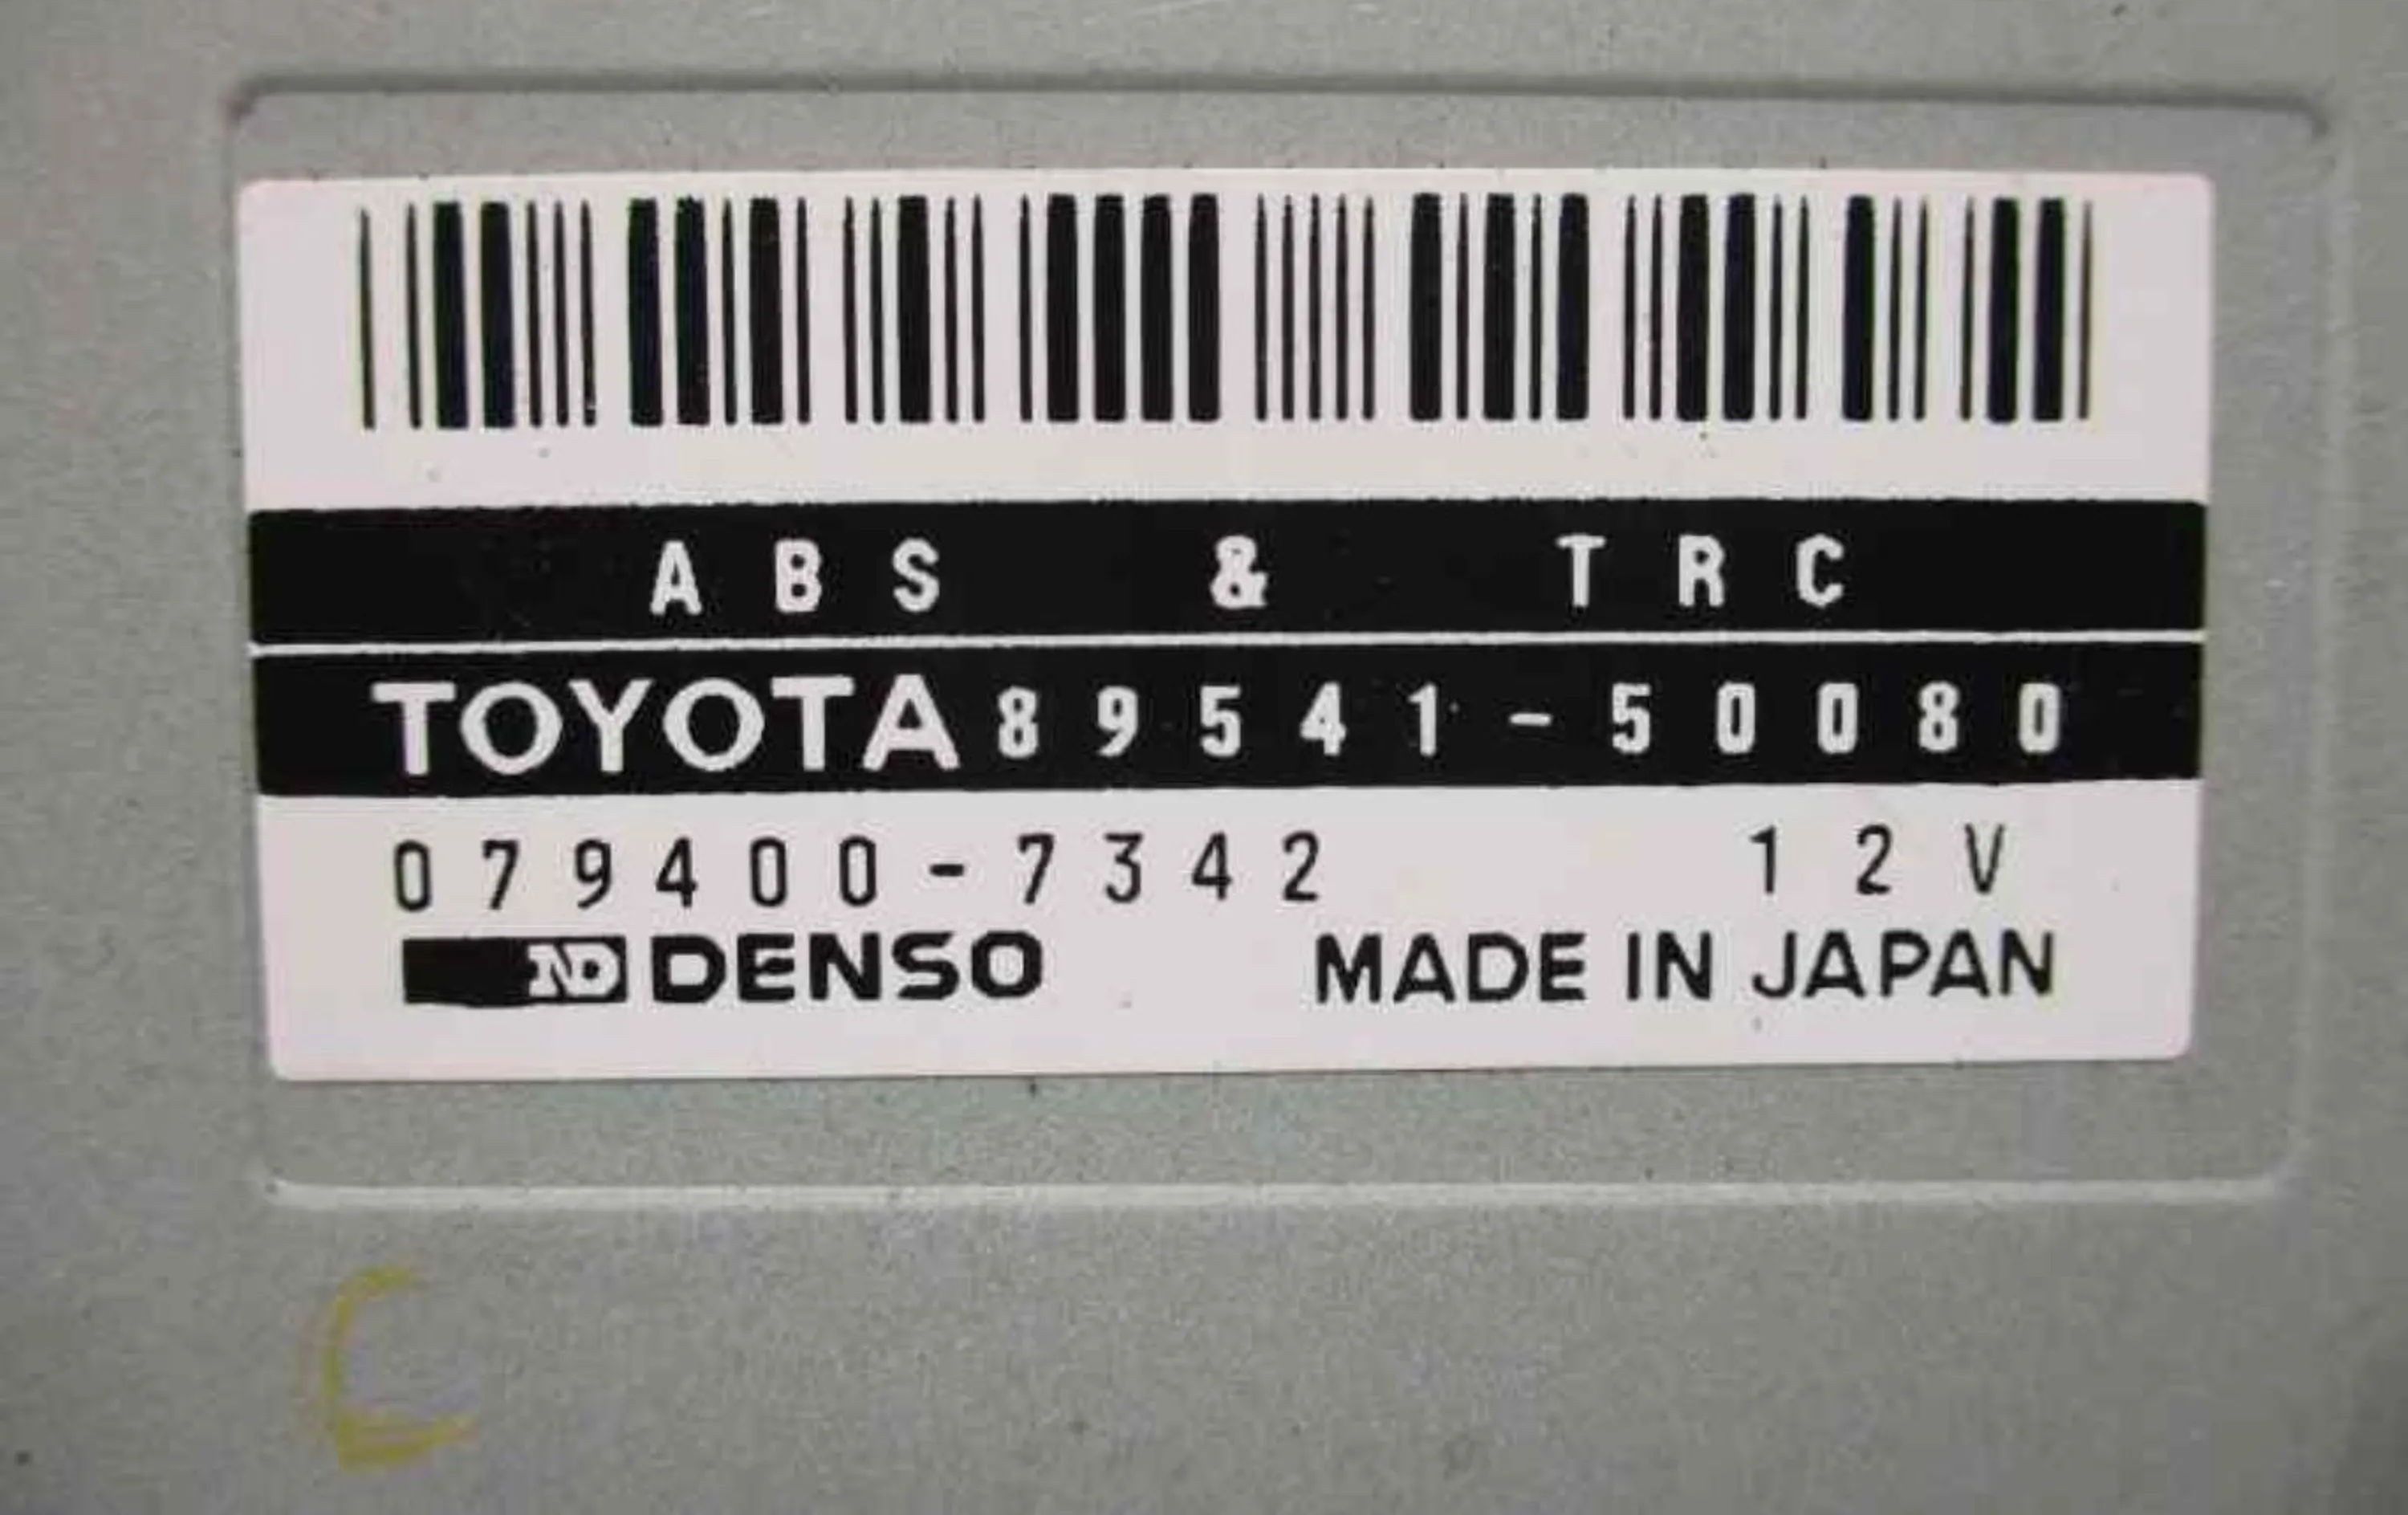 ABS & TRC
TOYOTA 89541-50080
079400-7342 12V
ND DENSO MADE IN JAPAN
C